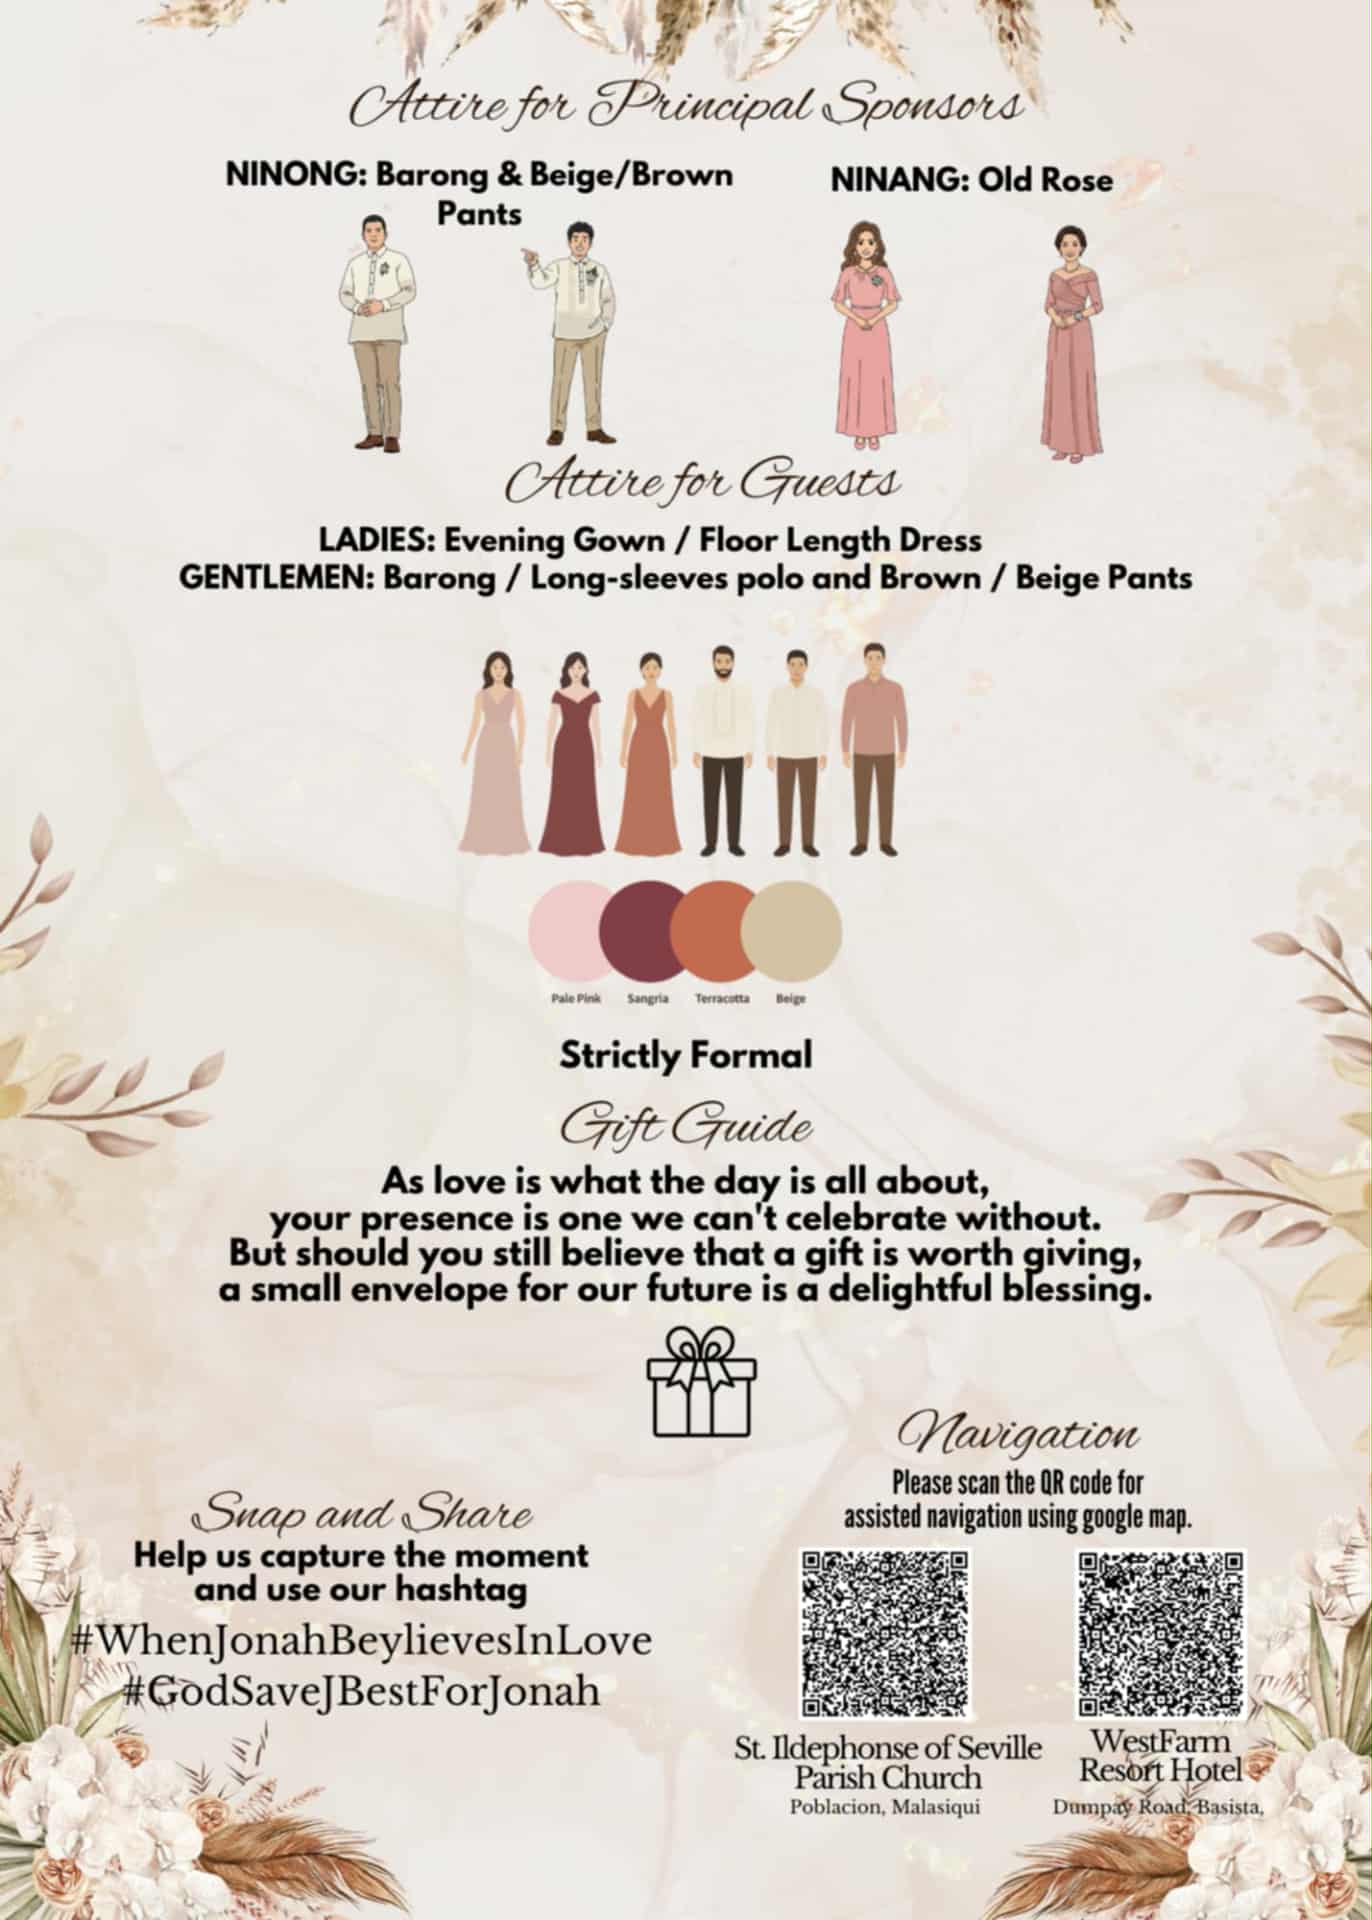 Attire for Principal Sponsors
NINONG: Barong & Beige/Brown
Pants
NINANG: Old Rose
Attire for Guests
LADIES: Evening Gown / Floor Length Dress
GENTLEMEN: Barong / Long-sleeves polo and Brown / Beige Pants
Pale Pink
Sangria
Terracotta
Beige
Strictly Formal
Gift Guide
As love is what the day is all about,
your presence is one we can't celebrate without.
But should you still believe that a gift is worth giving,
a small envelope for our future is a delightful blessing.
Snap and Share
Help us capture the moment
and use our hashtag
#WhenJonahBeylievesInLove
#GodSaveJBestForJonah
Navigation
Please scan the QR code for
assisted navigation using google map.
St. Ildephonse of Seville
Parish Church
Poblacion, Malasiqui
WestFarm
Resort Hotel
Dumpay Road, Basista,